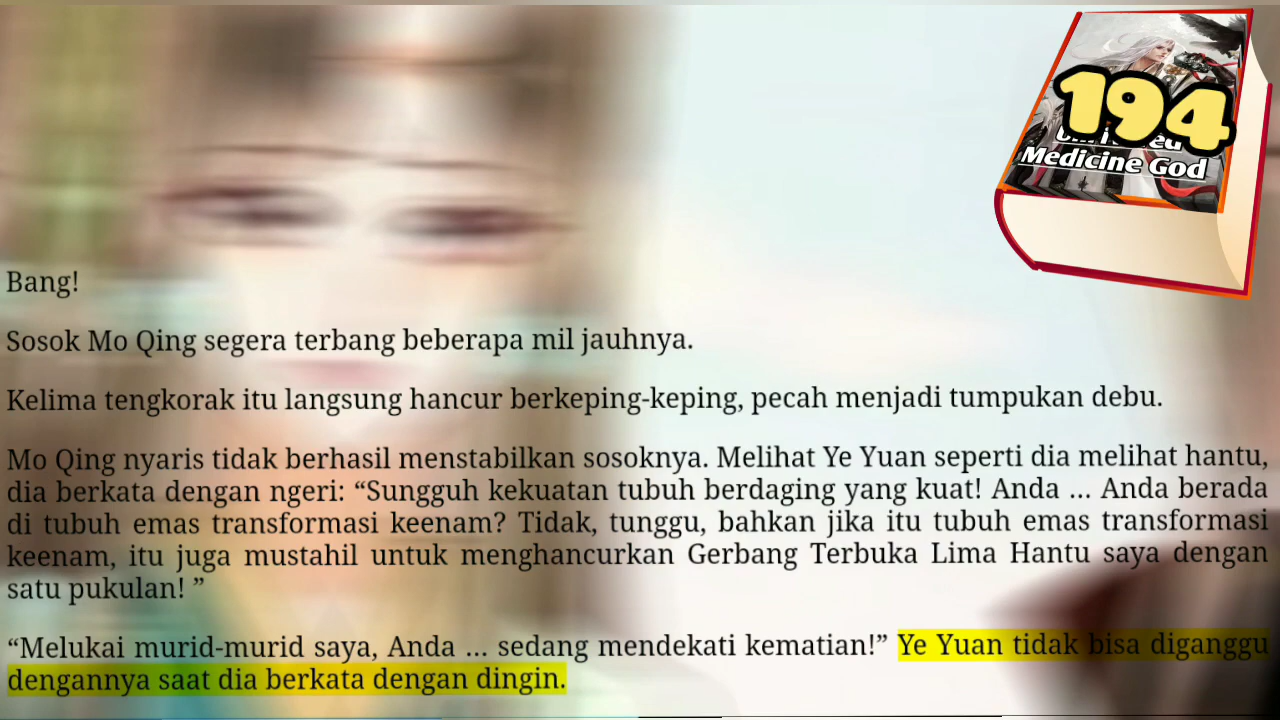 194
Medicine God
Bang!
Sosok Mo Qing segera terbang beberapa mil jauhnya.
Kelima tengkorak itu langsung hancur berkeping-keping, pecah menjadi tumpukan debu.
Mo Qing nyaris tidak berhasil menstabilkan sosoknya. Melihat Ye Yuan seperti dia melihat hantu,
dia berkata dengan ngeri: “Sungguh kekuatan tubuh berdaging yang kuat! Anda ... Anda berada
di tubuh emas transformasi keenam? Tidak, tunggu, bahkan jika itu tubuh emas transformasi
keenam, itu juga mustahil untuk menghancurkan Gerbang Terbuka Lima Hantu saya dengan
satu pukulan! ”
“Melukai murid-murid saya, Anda ... sedang mendekati kematian!” Ye Yuan tidak bisa diganggu
dengannya saat dia berkata dengan dingin.